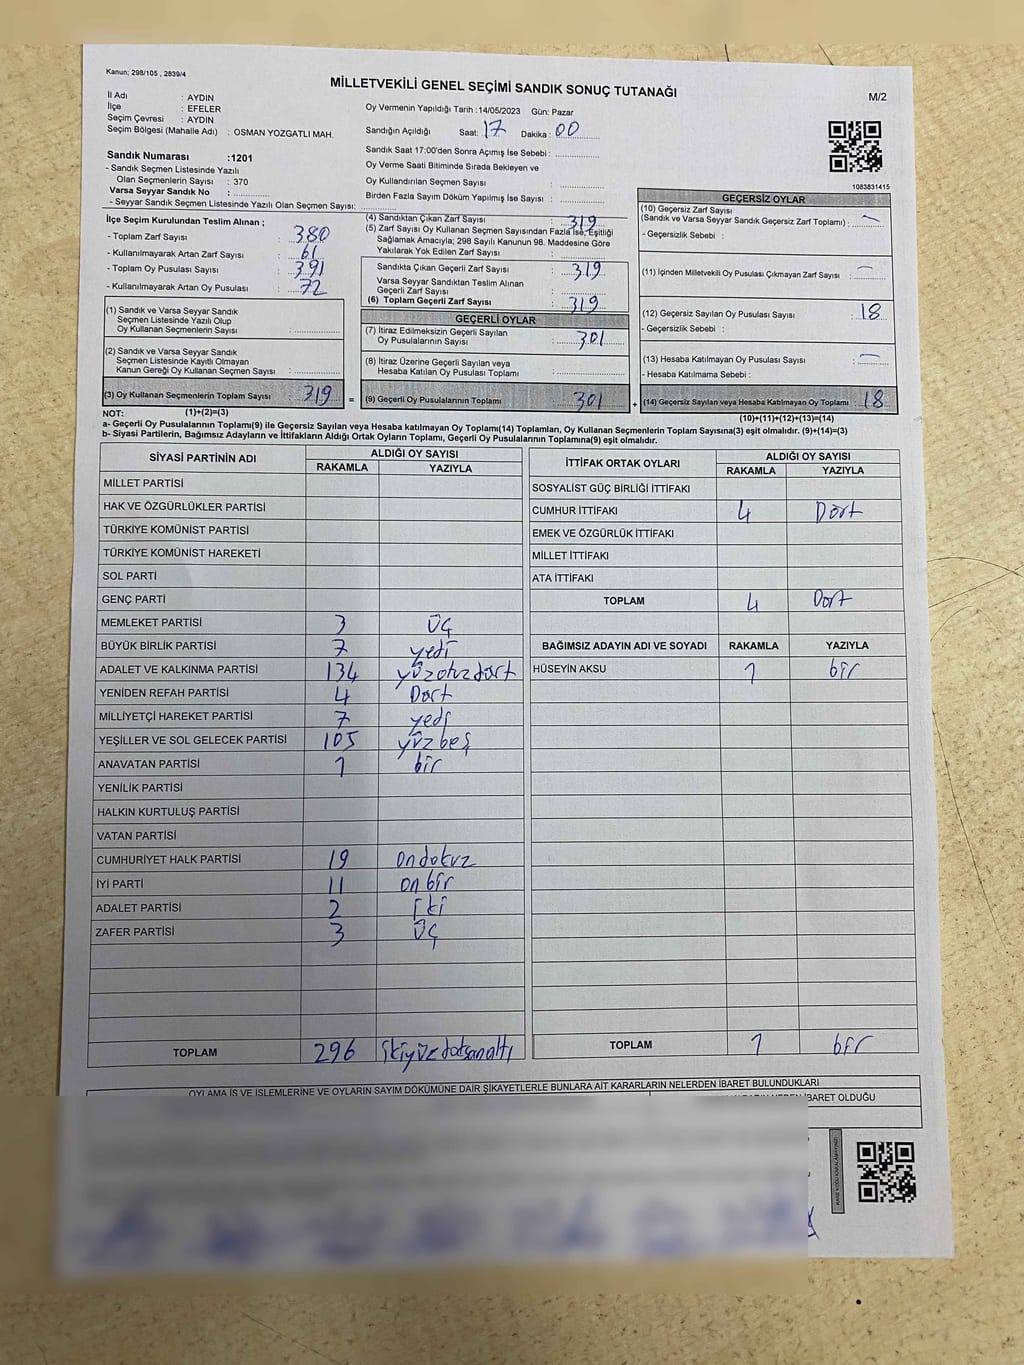 Kanun; 298/105 , 2839/4
MİLLETVEKİLİ GENEL SEÇİMİ SANDIK SONUÇ TUTANAĞI
M/2
İl Adı : AYDIN
İlçe : EFELER
Seçim Çevresi : AYDIN
Seçim Bölgesi (Mahalle Adı) : OSMAN YOZGATLI MAH.
Oy Vermenin Yapıldığı Tarih :14/05/2023 Gün: Pazar
Sandığın Açıldığı Saat: 17 Dakika : 00
Sandık Saat 17:00'den Sonra Açımış İse Sebebi :
Oy Verme Saati Bitiminde Sırada Bekleyen ve
Oy Kullandırılan Seçmen Sayısı :
Birden Fazla Sayım Döküm Yapılmış İse Sayısı :
Sandık Numarası :1201
- Sandık Seçmen Listesinde Yazılı
Olan Seçmenlerin Sayısı : 370
Varsa Seyyar Sandık No :
- Seyyar Sandık Seçmen Listesinde Yazılı Olan Seçmen Sayısı:
1083831415
İlçe Seçim Kurulundan Teslim Alınan ;
- Toplam Zarf Sayısı : 380
- Kullanılmayarak Artan Zarf Sayısı : 61
- Toplam Oy Pusulası Sayısı : 391
- Kullanılmayarak Artan Oy Pusulası : 72
(1) Sandık ve Varsa Seyyar Sandık
Seçmen Listesinde Yazılı Olup
Oy Kullanan Seçmenlerin Sayısı :
(2) Sandık ve Varsa Seyyar Sandık
Seçmen Listesinde Kayıtlı Olmayan
Kanun Gereği Oy Kullanan Seçmen Sayısı :
(3) Oy Kullanan Seçmenlerin Toplam Sayısı : 319 =
(4) Sandıktan Çıkan Zarf Sayısı : 319
(5) Zarf Sayısı Oy Kullanan Seçmen Sayısından Fazla İse, Eşitliği
Sağlamak Amacıyla; 298 Sayılı Kanunun 98. Maddesine Göre
Yakılarak Yok Edilen Zarf Sayısı :
Sandıkta Çıkan Geçerli Zarf Sayısı : 319
Varsa Seyyar Sandıktan Teslim Alınan
Geçerli Zarf Sayısı :
(6) Toplam Geçerli Zarf Sayısı : 319
GEÇERLİ OYLAR
(7) İtiraz Edilmeksizin Geçerli Sayılan
Oy Pusulalarının Sayısı : 301
(8) İtiraz Üzerine Geçerli Sayılan veya
Hesaba Katılan Oy Pusulası Toplamı :
(9) Geçerli Oy Pusulalarının Toplamı : 301 +
GEÇERSİZ OYLAR
(10) Geçersiz Zarf Sayısı
(Sandık ve Varsa Seyyar Sandık Geçersiz Zarf Toplamı) : —
- Geçersizlik Sebebi :
(11) İçinden Milletvekili Oy Pusulası Çıkmayan Zarf Sayısı : —
(12) Geçersiz Sayılan Oy Pusulası Sayısı : 18
- Geçersizlik Sebebi :
(13) Hesaba Katılmayan Oy Pusulası Sayısı : —
- Hesaba Katılmama Sebebi :
(14) Geçersiz Sayılan veya Hesaba Katılmayan Oy Toplamı : 18
NOT: (1)+(2)=(3)
(10)+(11)+(12)+(13)=(14)
a- Geçerli Oy Pusulalarının Toplamı(9) ile Geçersiz Sayılan veya Hesaba katılmayan Oy Toplamı(14) Toplamları, Oy Kullanan Seçmenlerin Toplam Sayısına(3) eşit olmalıdır. (9)+(14)=(3)
b- Siyasi Partilerin, Bağımsız Adayların ve İttifakların Aldığı Ortak Oyların Toplamı, Geçerli Oy Pusulalarının Toplamına(9) eşit olmalıdır.
SİYASİ PARTİNİN ADI ALDIĞI OY SAYISI
RAKAMLA YAZIYLA
MİLLET PARTİSİ
HAK VE ÖZGÜRLÜKLER PARTİSİ
TÜRKİYE KOMÜNİST PARTİSİ
TÜRKİYE KOMÜNİST HAREKETİ
SOL PARTİ
GENÇ PARTİ
MEMLEKET PARTİSİ 3 Üç
BÜYÜK BİRLİK PARTİSİ 7 yedi
ADALET VE KALKINMA PARTİSİ 134 yüzotuzdört
YENİDEN REFAH PARTİSİ 4 Dört
MİLLİYETÇİ HAREKET PARTİSİ 7 yedi
YEŞİLLER VE SOL GELECEK PARTİSİ 105 yüzbeş
ANAVATAN PARTİSİ 1 bir
YENİLİK PARTİSİ
HALKIN KURTULUŞ PARTİSİ
VATAN PARTİSİ
CUMHURİYET HALK PARTİSİ 19 ondokuz
İYİ PARTİ 11 onbir
ADALET PARTİSİ 2 iki
ZAFER PARTİSİ 3 Üç
TOPLAM 296 ikiyüzdoksanaltı
İTTİFAK ORTAK OYLARI ALDIĞI OY SAYISI
RAKAMLA YAZIYLA
SOSYALİST GÜÇ BİRLİĞİ İTTİFAKI
CUMHUR İTTİFAKI 4 Dört
EMEK VE ÖZGÜRLÜK İTTİFAKI
MİLLET İTTİFAKI
ATA İTTİFAKI
TOPLAM 4 Dört
BAĞIMSIZ ADAYIN ADI VE SOYADI RAKAMLA YAZIYLA
HÜSEYİN AKSU 1 bir
TOPLAM 1 bir
OYLAMA İŞ VE İŞLEMLERİNE VE OYLARIN SAYIM DÖKÜMÜNE DAİR ŞİKAYETLERLE BUNLARA AİT KARARLARIN NELERDEN İBARET BULUNDUKLARI
İBARET OLDUĞU